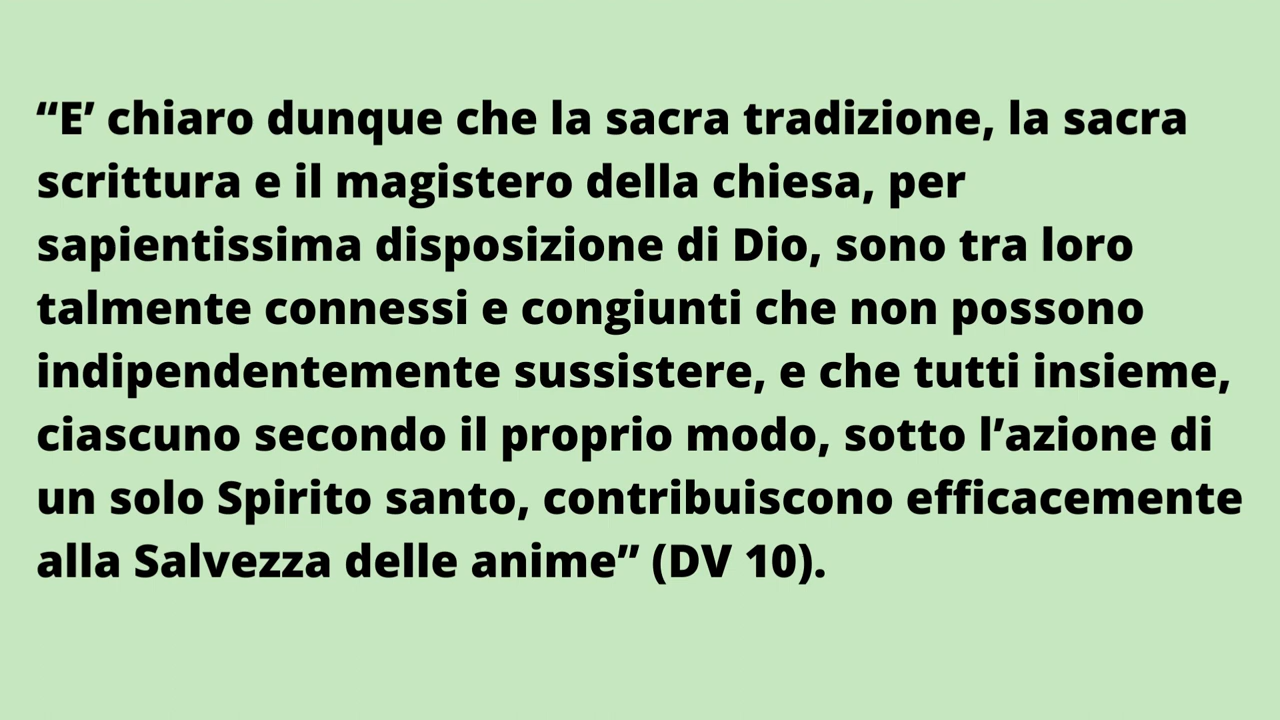 “E’ chiaro dunque che la sacra tradizione, la sacra
scrittura e il magistero della chiesa, per
sapientissima disposizione di Dio, sono tra loro
talmente connessi e congiunti che non possono
indipendentemente sussistere, e che tutti insieme,
ciascuno secondo il proprio modo, sotto l’azione di
un solo Spirito santo, contribuiscono efficacemente
alla Salvezza delle anime” (DV 10).